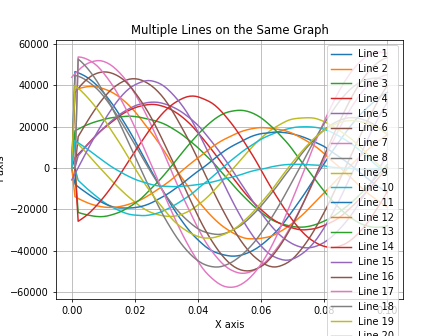 Multiple Lines on the Same Graph
60000
40000
20000
0
−20000
−40000
−60000
0.00
0.02
0.04
0.06
X axis
Line 1
Line 2
Line 3
Line 4
Line 5
Line 6
Line 7
Line 8
Line 9
Line 10
Line 11
Line 12
Line 13
Line 14
Line 15
Line 16
Line 17
Line 18
Line 19